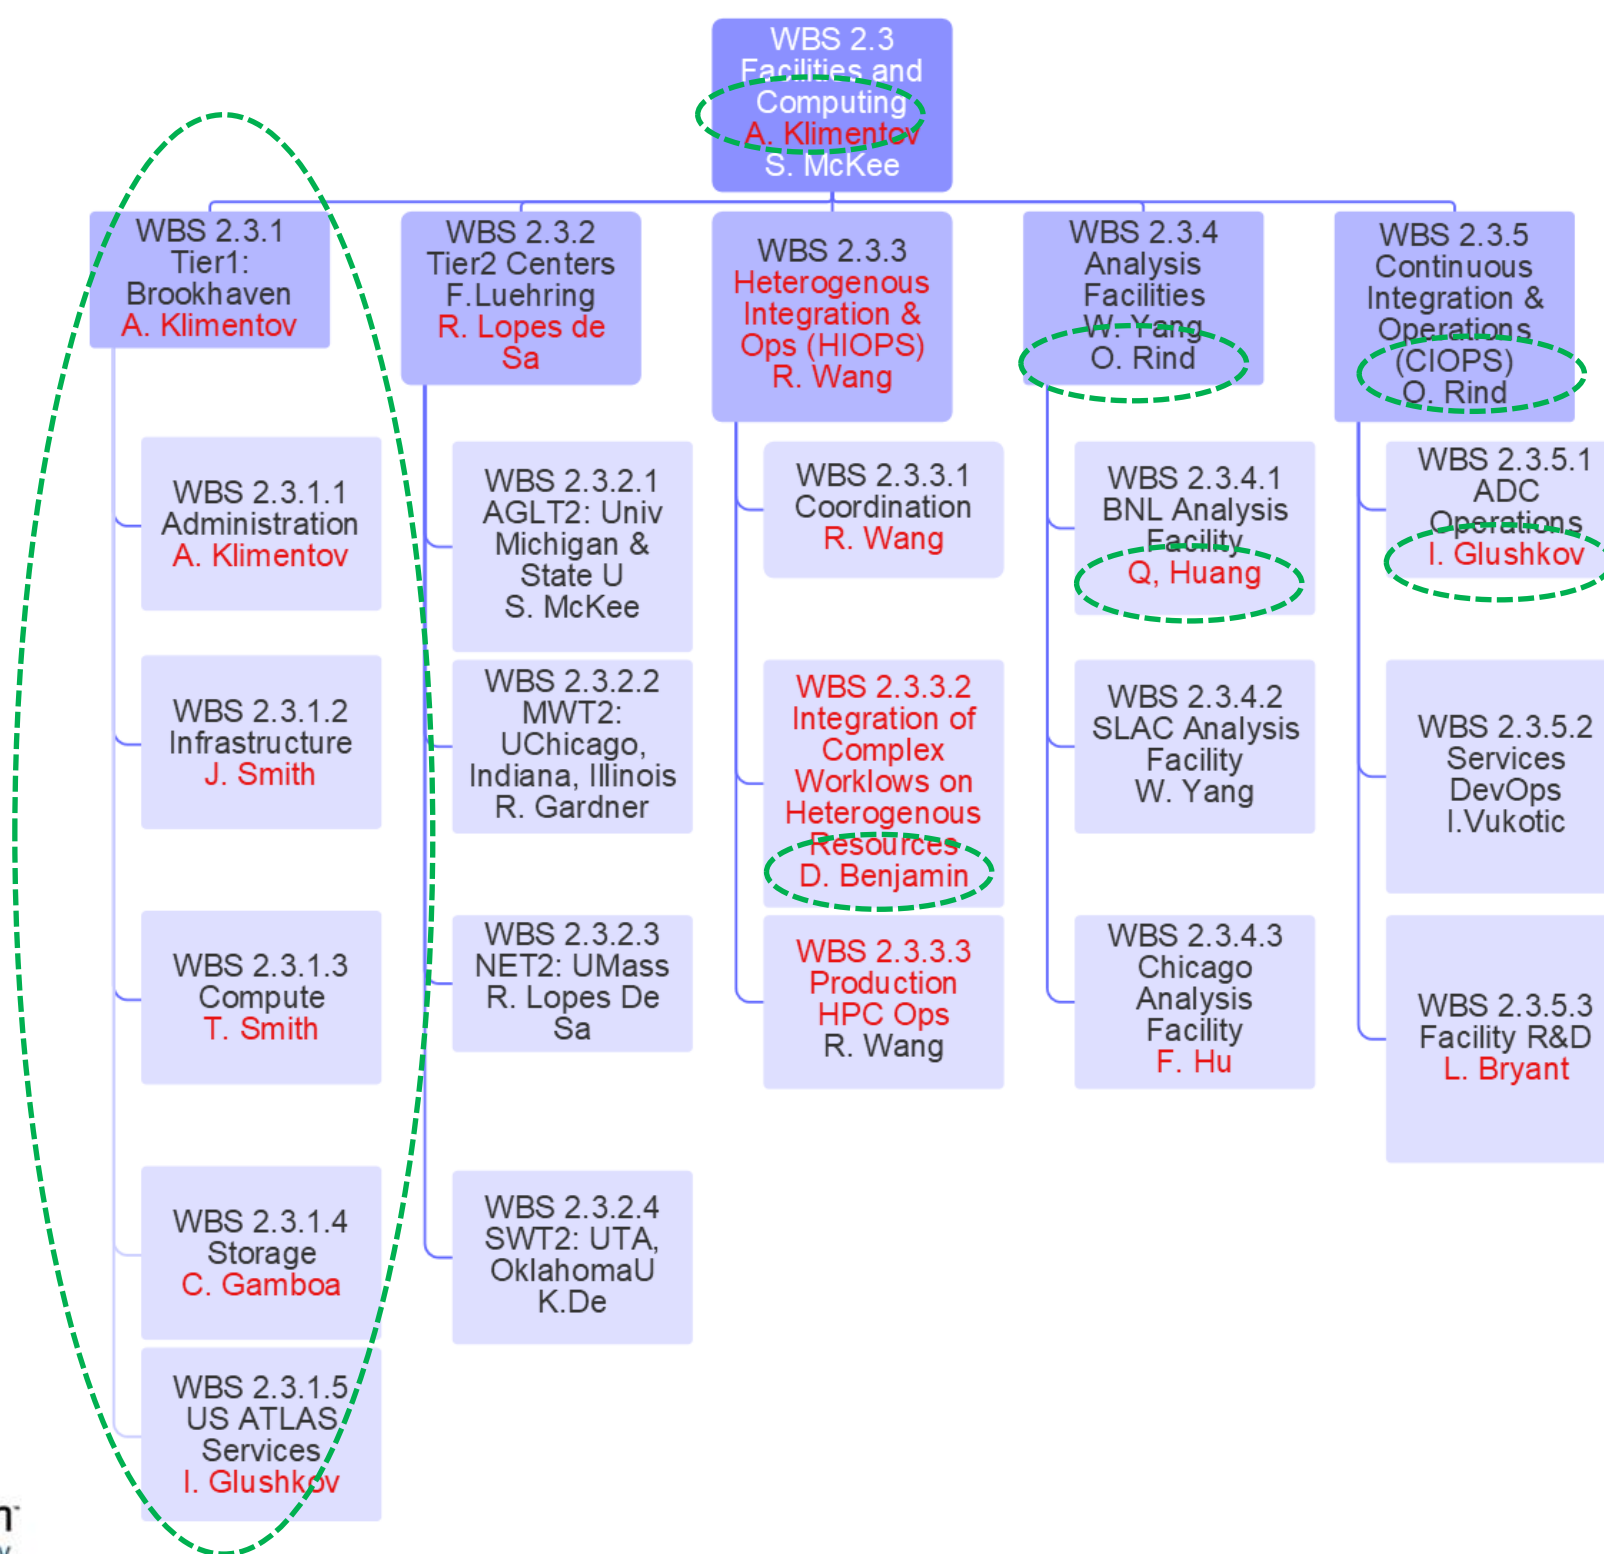 WBS 2.3
Facilities and
Computing
A. Klimentov
S. McKee
WBS 2.3.1
Tier1:
Brookhaven
A. Klimentov
WBS 2.3.1.1
Administration
A. Klimentov
WBS 2.3.1.2
Infrastructure
J. Smith
WBS 2.3.1.3
Compute
T. Smith
WBS 2.3.1.4
Storage
C. Gamboa
WBS 2.3.1.5
US ATLAS
Services
I. Glushkov
WBS 2.3.2
Tier2 Centers
F.Luehring
R. Lopes de
Sa
WBS 2.3.2.1
AGLT2: Univ
Michigan &
State U
S. McKee
WBS 2.3.2.2
MWT2:
UChicago,
Indiana, Illinois
R. Gardner
WBS 2.3.2.3
NET2: UMass
R. Lopes De
Sa
WBS 2.3.2.4
SWT2: UTA,
OklahomaU
K.De
WBS 2.3.3
Heterogenous
Integration &
Ops (HIOPS)
R. Wang
WBS 2.3.3.1
Coordination
R. Wang
WBS 2.3.3.2
Integration of
Complex
Worklows on
Heterogenous
Resources
D. Benjamin
WBS 2.3.3.3
Production
HPC Ops
R. Wang
WBS 2.3.4
Analysis
Facilities
W. Yang
O. Rind
WBS 2.3.4.1
BNL Analysis
Facility
Q, Huang
WBS 2.3.4.2
SLAC Analysis
Facility
W. Yang
WBS 2.3.4.3
Chicago
Analysis
Facility
F. Hu
WBS 2.3.5
Continuous
Integration &
Operations
(CIOPS)
O. Rind
WBS 2.3.5.1
ADC
Operations
I. Glushkov
WBS 2.3.5.2
Services
DevOps
I.Vukotic
WBS 2.3.5.3
Facility R&D
L. Bryant